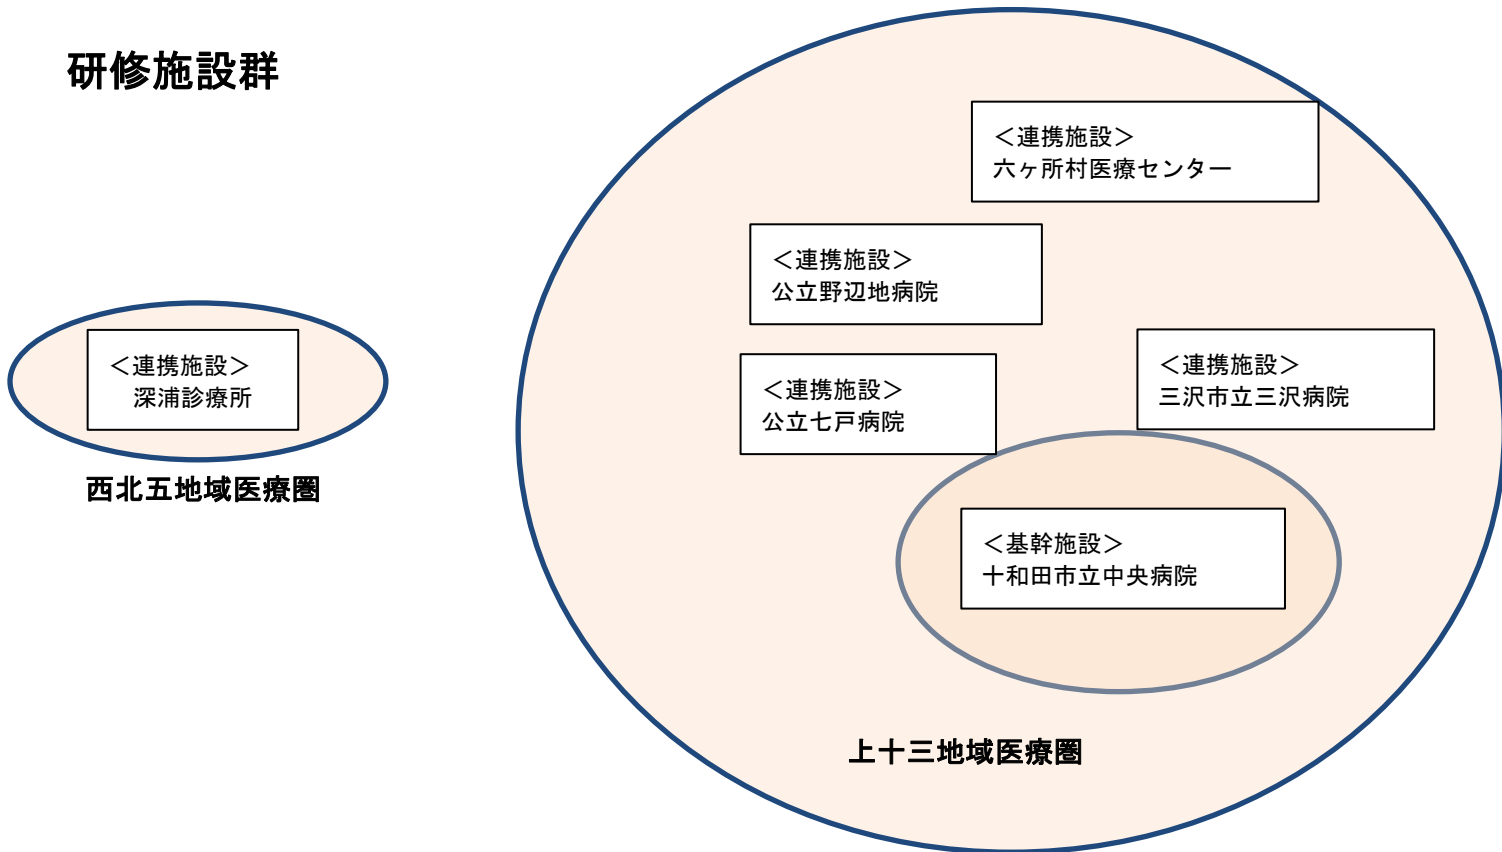 研修施設群
＜連携施設＞
六ヶ所村医療センター
＜連携施設＞
公立野辺地病院
＜連携施設＞
深浦診療所
西北五地域医療圏
＜連携施設＞
公立七戸病院
＜連携施設＞
三沢市立三沢病院
＜基幹施設＞
十和田市立中央病院
上十三地域医療圏